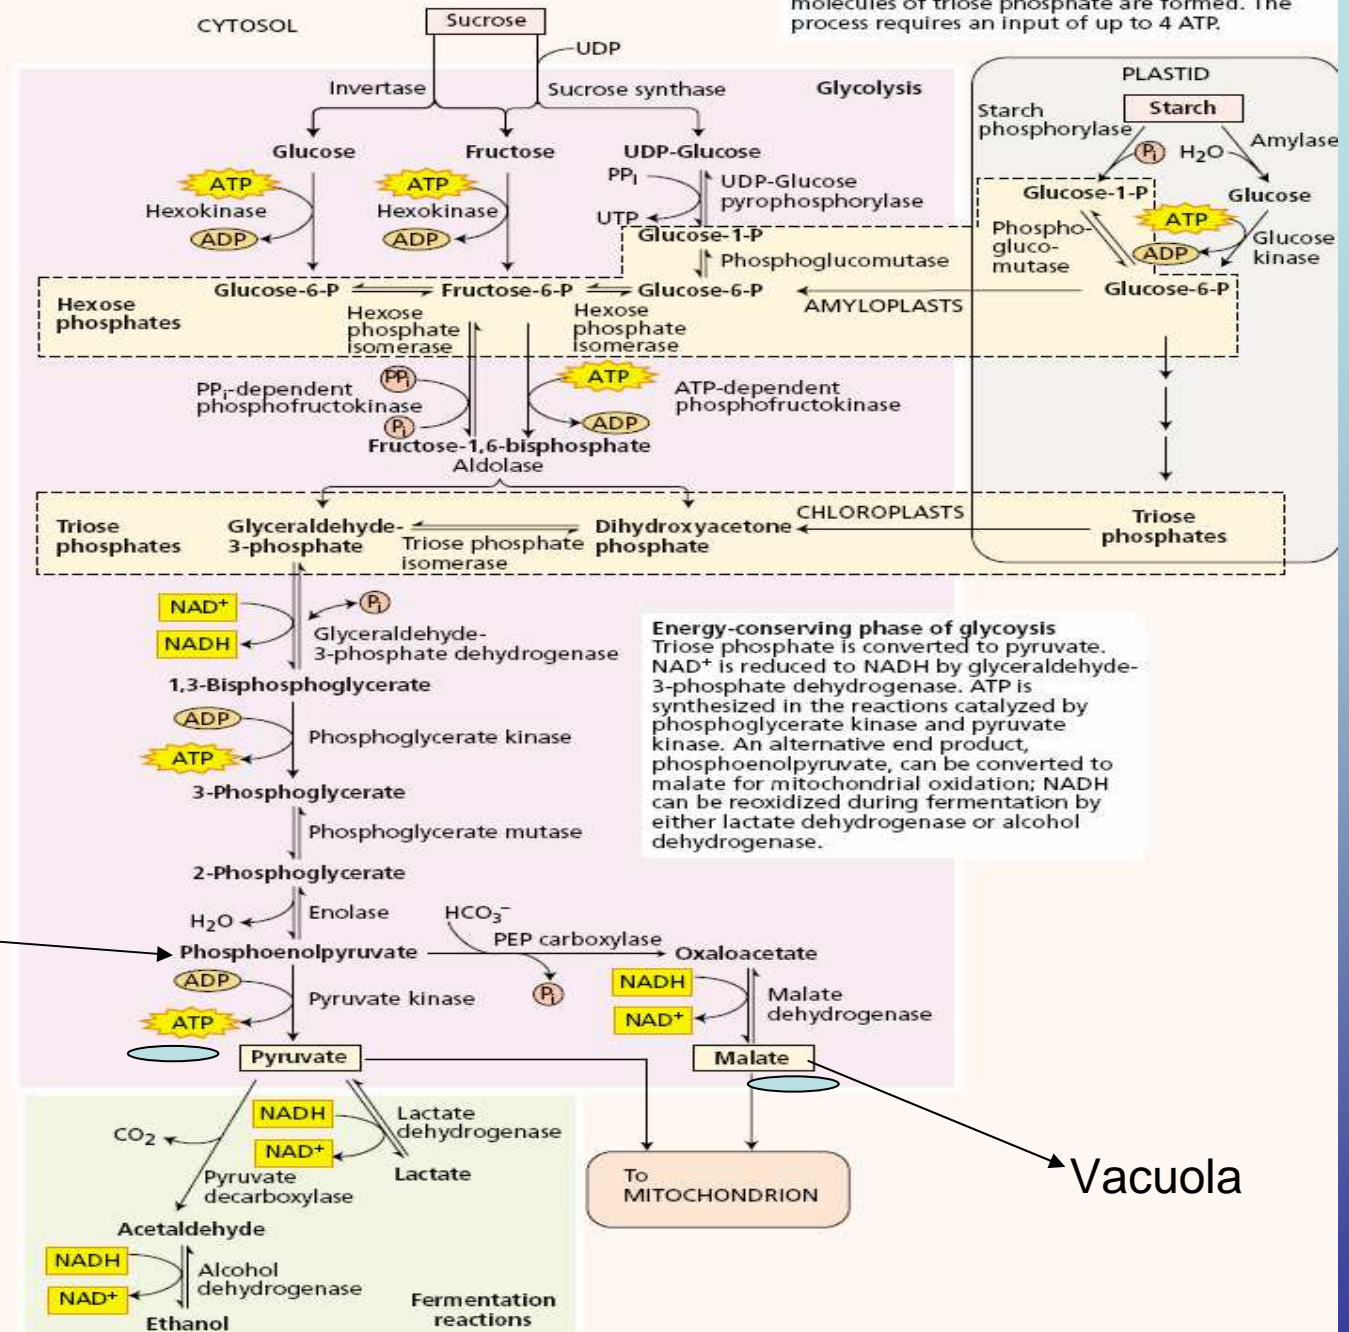 molecules of triose phosphate are formed. The
process requires an input of up to 4 ATP.
CYTOSOL
Sucrose
UDP
Invertase
Sucrose synthase
Glycolysis
Glucose
Fructose
UDP-Glucose
ATP
Hexokinase
ADP
ATP
Hexokinase
ADP
PPi
UTP
UDP-Glucose
pyrophosphorylase
Glucose-1-P
Phosphoglucomutase
PLASTID
Starch
Starch
phosphorylase
Pi
H2O
Amylase
Glucose-1-P
Glucose
Phospho-
gluco-
mutase
ATP
ADP
Glucose
kinase
Hexose
phosphates
Glucose-6-P
Fructose-6-P
Glucose-6-P
AMYLOPLASTS
Glucose-6-P
Hexose
phosphate
isomerase
Hexose
phosphate
isomerase
PPi-dependent
phosphofructokinase
PPi
Pi
ATP
ADP
ATP-dependent
phosphofructokinase
Fructose-1,6-bisphosphate
Aldolase
Triose
phosphates
Glyceraldehyde-
3-phosphate
Triose phosphate
isomerase
Dihydroxyacetone
phosphate
CHLOROPLASTS
Triose
phosphates
NAD+
NADH
Pi
Glyceraldehyde-
3-phosphate dehydrogenase
1,3-Bisphosphoglycerate
ADP
ATP
Phosphoglycerate kinase
3-Phosphoglycerate
Phosphoglycerate mutase
2-Phosphoglycerate
H2O
Enolase
Energy-conserving phase of glycoysis
Triose phosphate is converted to pyruvate.
NAD+ is reduced to NADH by glyceraldehyde-
3-phosphate dehydrogenase. ATP is
synthesized in the reactions catalyzed by
phosphoglycerate kinase and pyruvate
kinase. An alternative end product,
phosphoenolpyruvate, can be converted to
malate for mitochondrial oxidation; NADH
can be reoxidized during fermentation by
either lactate dehydrogenase or alcohol
dehydrogenase.
Phosphoenolpyruvate
HCO3−
PEP carboxylase
Pi
Oxaloacetate
ADP
ATP
Pyruvate kinase
NADH
NAD+
Malate
dehydrogenase
Pyruvate
Malate
CO2
NADH
NAD+
Lactate
dehydrogenase
Lactate
Pyruvate
decarboxylase
To
MITOCHONDRION
Vacuola
Acetaldehyde
NADH
NAD+
Alcohol
dehydrogenase
Ethanol
Fermentation
reactions